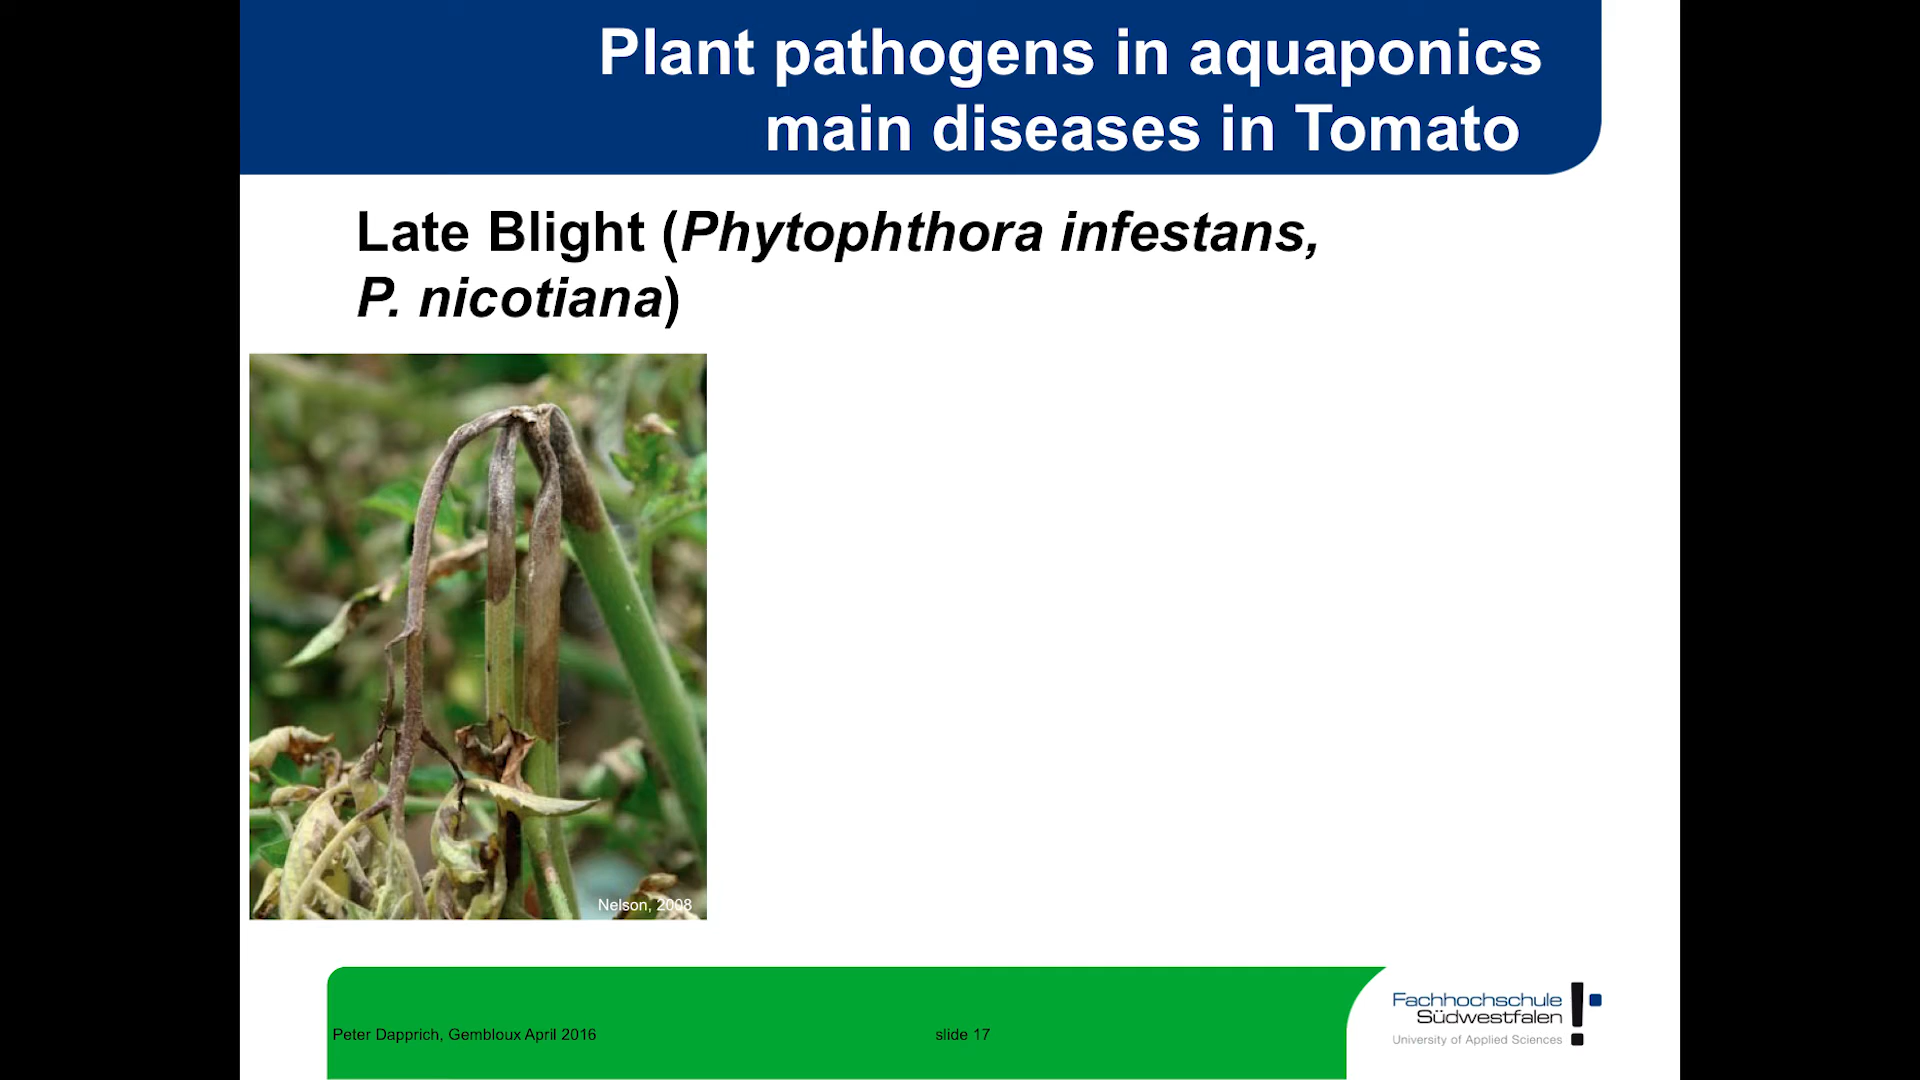 Plant pathogens in aquaponics
main diseases in Tomato
Late Blight (Phytophthora infestans,
P. nicotiana)
Nelson, 2008
Peter Dapprich, Gembloux April 2016
slide 17
Fachhochschule
Südwestfalen
University of Applied Sciences